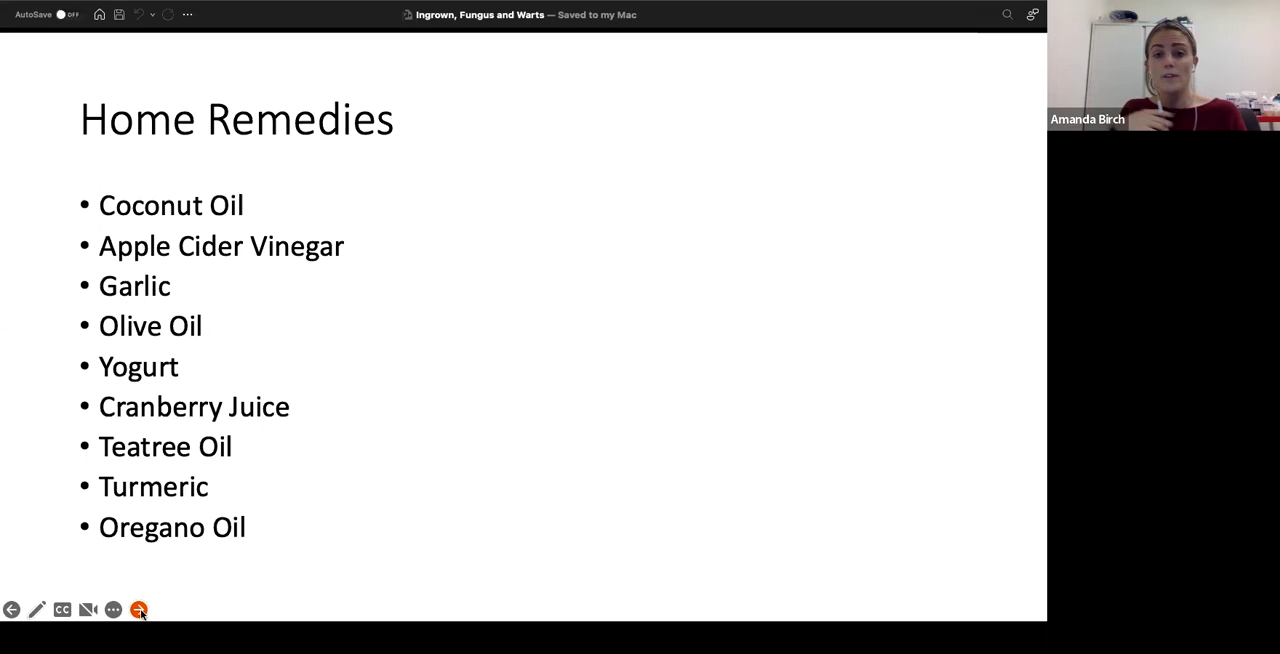 AutoSave OFF
Ingrown, Fungus and Warts — Saved to my Mac
Amanda Birch
Home Remedies
• Coconut Oil
• Apple Cider Vinegar
• Garlic
• Olive Oil
• Yogurt
• Cranberry Juice
• Teatree Oil
• Turmeric
• Oregano Oil
CC